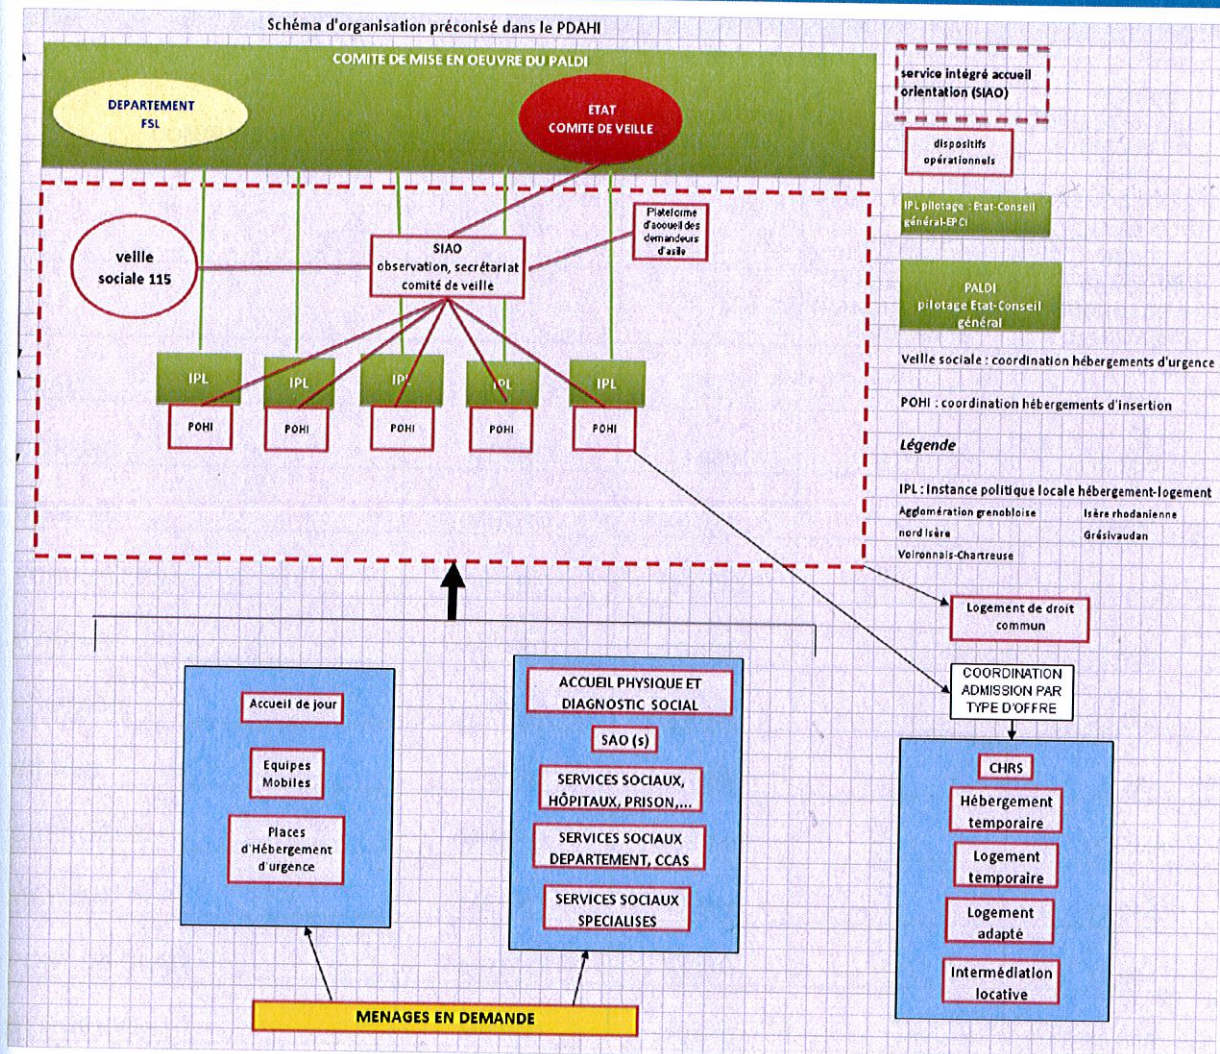 Schéma d'organisation préconisé dans le PDAHI
COMITE DE MISE EN OEUVRE DU PALDI
DEPARTEMENT
FSL
ETAT
COMITE DE VEILLE
service intégré accueil
orientation (SIAO)
dispositifs
opérationnels
IPL pilotage : Etat-Conseil
général-EPCI
PALDI
pilotage Etat-Conseil
général
Veille sociale : coordination hébergements d'urgence
POHI : coordination hébergements d'insertion
Légende
IPL : Instance politique locale hébergement-logement
Agglomération grenobloise
Isère rhodanienne
nord Isère
Grésivaudan
Voironnais-Chartreuse
veille
sociale 115
SIAO
observation, secrétariat
comité de veille
Plateforme
d'accueil des
demandeurs
d'asile
IPL
IPL
IPL
IPL
IPL
POHI
POHI
POHI
POHI
POHI
Logement de droit
commun
COORDINATION
ADMISSION PAR
TYPE D'OFFRE
CHRS
Hébergement
temporaire
Logement
temporaire
Logement
adapté
Intermédiation
locative
Accueil de jour
Equipes
Mobiles
Places
d'Hébergement
d'urgence
ACCUEIL PHYSIQUE ET
DIAGNOSTIC SOCIAL
SAO (s)
SERVICES SOCIAUX,
HÔPITAUX, PRISON,...
SERVICES SOCIAUX
DEPARTEMENT, CCAS
SERVICES SOCIAUX
SPECIALISES
MENAGES EN DEMANDE